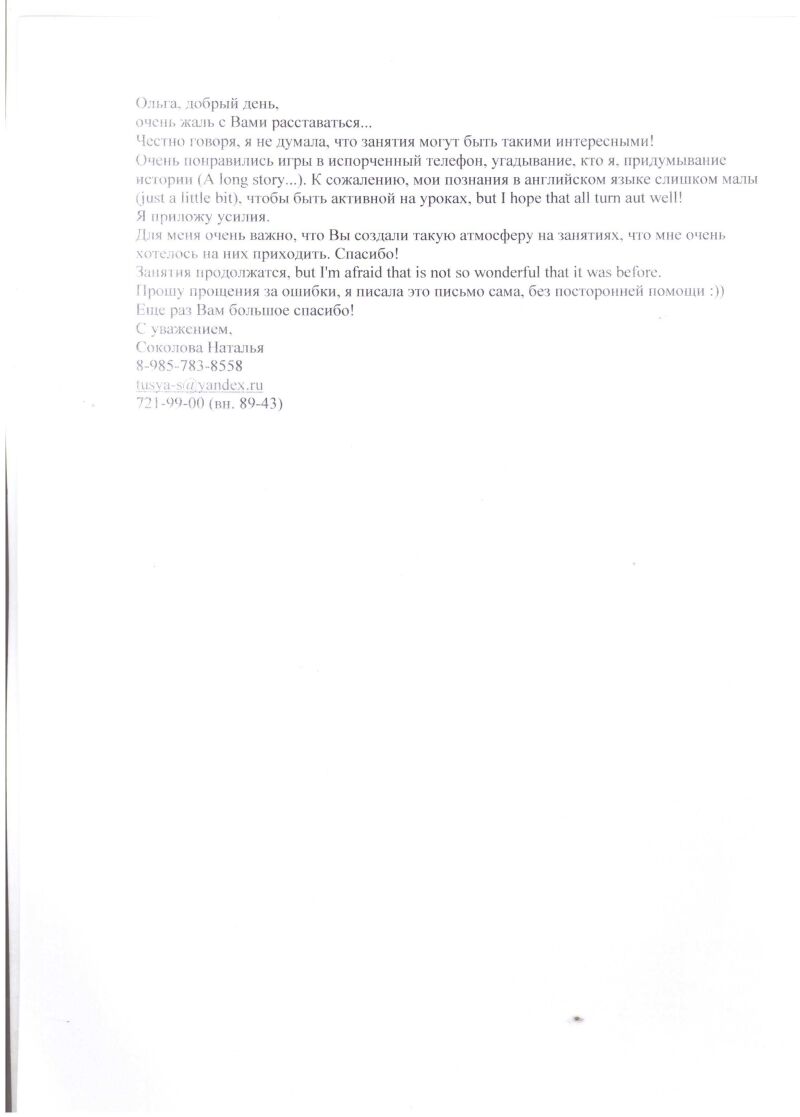 Ольга, добрый день,
очень жаль с Вами расставаться...
Честно говоря, я не думала, что занятия могут быть такими интересными!
Очень понравились игры в испорченный телефон, угадывание, кто я, придумывание
истории (A long story...). К сожалению, мои познания в английском языке слишком малы
(just a little bit), чтобы быть активной на уроках, but I hope that all turn aut well!
Я приложу усилия.
Для меня очень важно, что Вы создали такую атмосферу на занятиях, что мне очень
хотелось на них приходить. Спасибо!
Занятия продолжатся, but I'm afraid that is not so wonderful that it was before.
Прошу прощения за ошибки, я писала это письмо сама, без посторонней помощи :))
Еще раз Вам большое спасибо!
С уважением,
Соколова Наталья
8-985-783-8558
tusya-s@yandex.ru
721-99-00 (вн. 89-43)